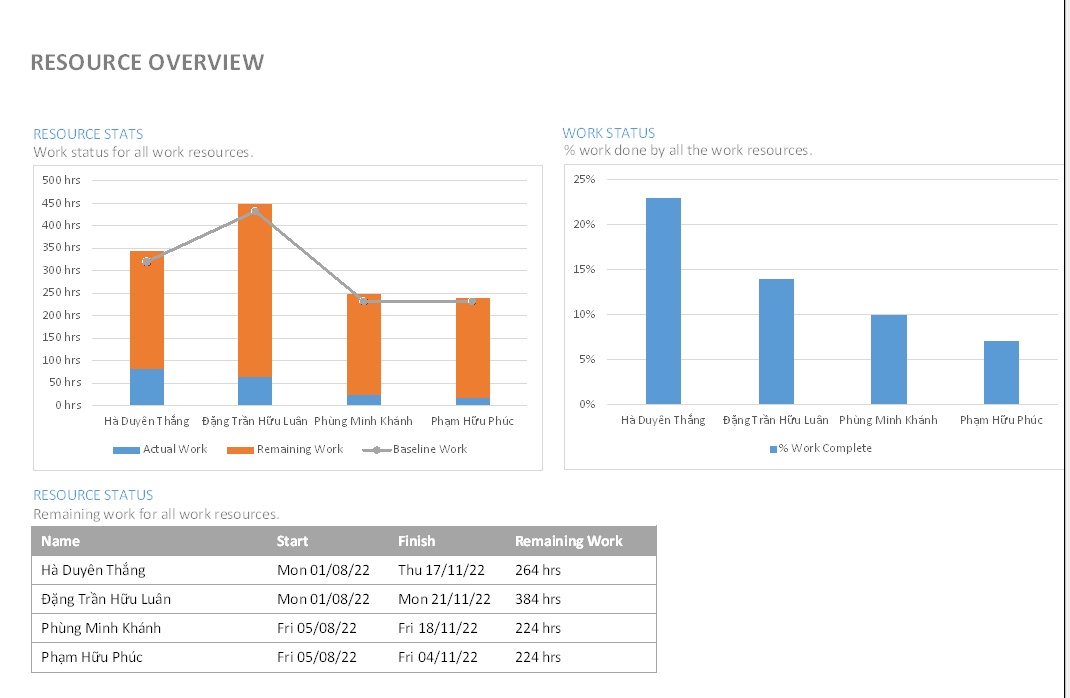 RESOURCE OVERVIEW
RESOURCE STATS
Work status for all work resources.
500 hrs
450 hrs
400 hrs
350 hrs
300 hrs
250 hrs
200 hrs
150 hrs
100 hrs
50 hrs
0 hrs
Hà Duyên Thắng Đặng Trần Hữu Luân Phùng Minh Khánh Phạm Hữu Phúc
Actual Work Remaining Work Baseline Work
WORK STATUS
% work done by all the work resources.
25%
20%
15%
10%
5%
0%
Hà Duyên Thắng Đặng Trần Hữu Luân Phùng Minh Khánh Phạm Hữu Phúc
% Work Complete
RESOURCE STATUS
Remaining work for all work resources.
Name Start Finish Remaining Work
Hà Duyên Thắng Mon 01/08/22 Thu 17/11/22 264 hrs
Đặng Trần Hữu Luân Mon 01/08/22 Mon 21/11/22 384 hrs
Phùng Minh Khánh Fri 05/08/22 Fri 18/11/22 224 hrs
Phạm Hữu Phúc Fri 05/08/22 Fri 04/11/22 224 hrs